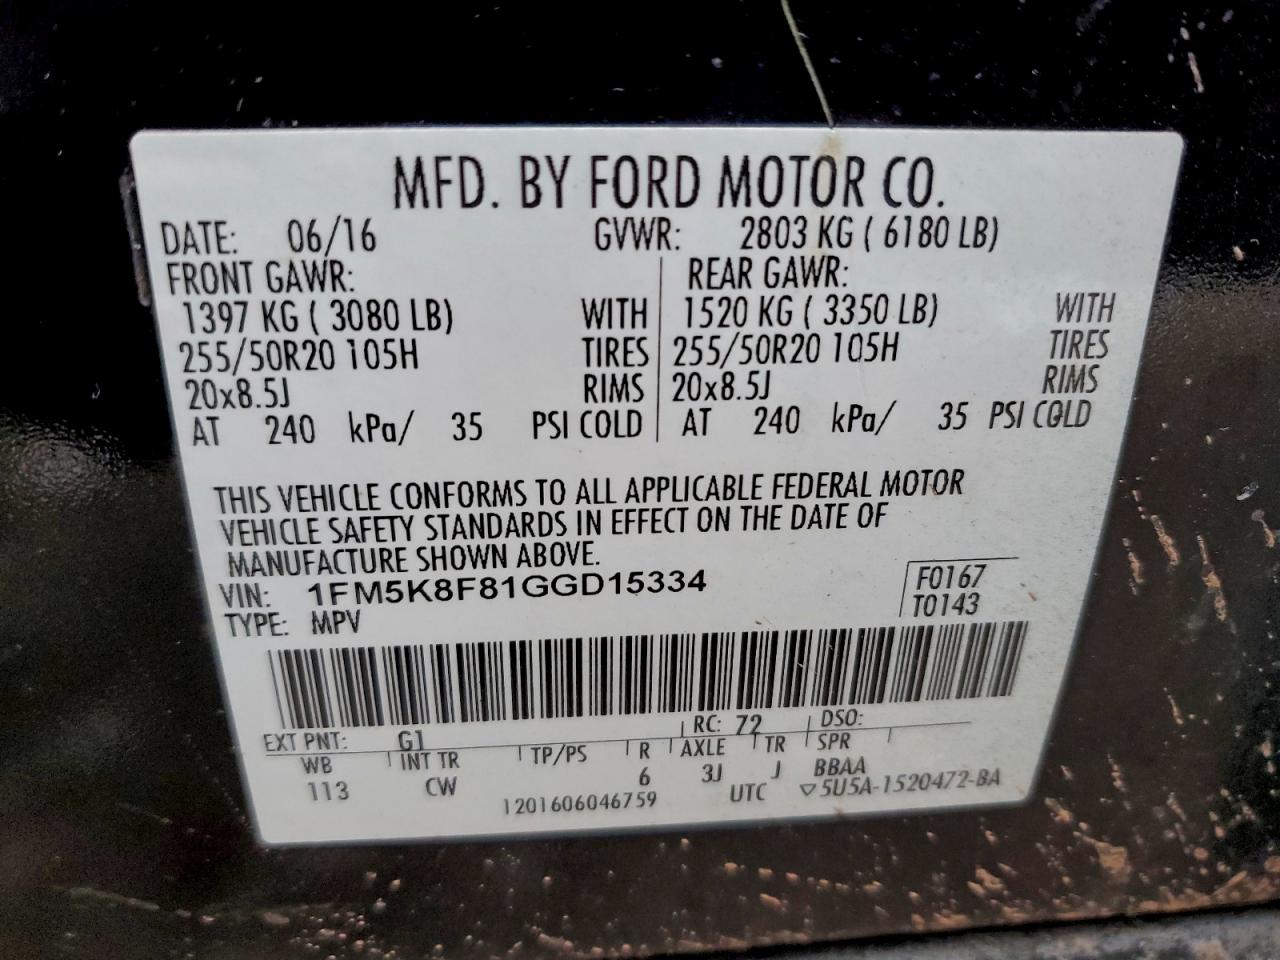 MFD. BY FORD MOTOR CO.
DATE: 06/16 GVWR: 2803 KG ( 6180 LB)
FRONT GAWR: REAR GAWR:
1397 KG ( 3080 LB) WITH 1520 KG ( 3350 LB) WITH
255/50R20 105H TIRES 255/50R20 105H TIRES
20x8.5J RIMS 20x8.5J RIMS
AT 240 kPa/ 35 PSI COLD AT 240 kPa/ 35 PSI COLD
THIS VEHICLE CONFORMS TO ALL APPLICABLE FEDERAL MOTOR
VEHICLE SAFETY STANDARDS IN EFFECT ON THE DATE OF
MANUFACTURE SHOWN ABOVE.
VIN: 1FM5K8F81GGD15334 F0167
TYPE: MPV T0143
EXT PNT: G1 RC: 72 DSO:
WB INT TR TP/PS R AXLE TR SPR
113 CW 6 3J J BBAA
1201606046759 UTC ▽5U5A-1520472-BA